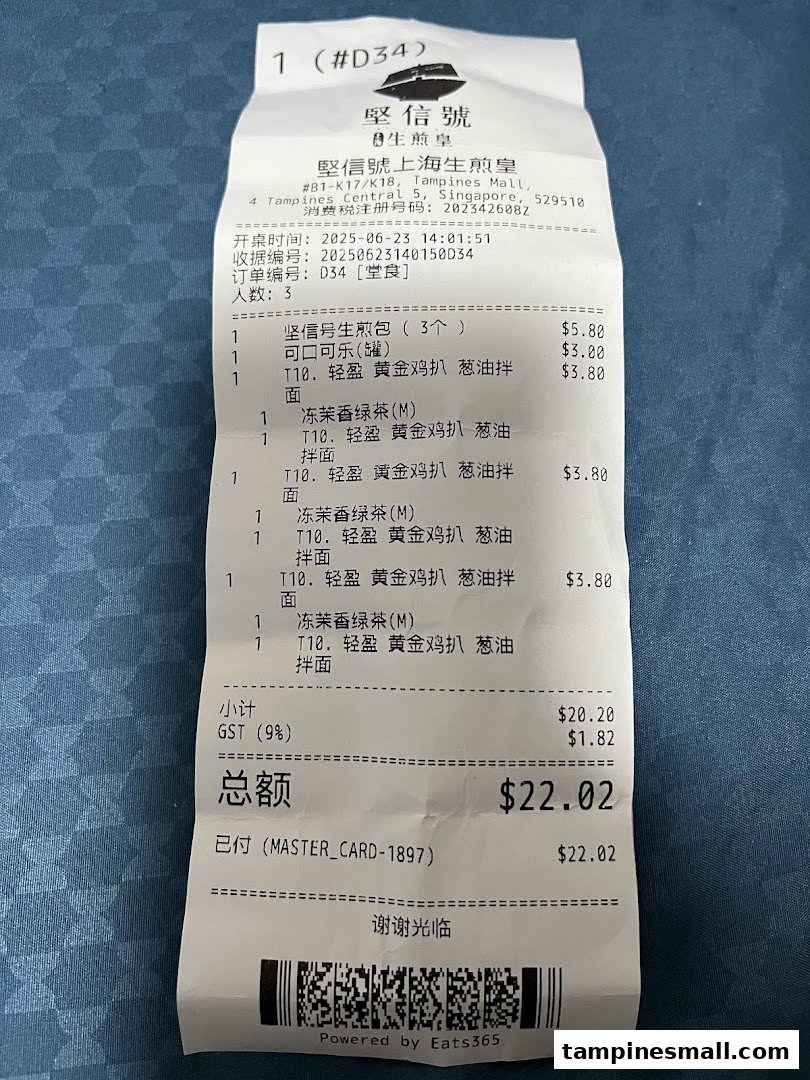 1 (#D34)
堅信號
生煎皇
堅信號上海生煎皇
#B1-K17/K18, Tampines Mall,
4 Tampines Central 5, Singapore, 529510
消费税注册号码: 202342608Z
开桌时间: 2025-06-23 14:01:51
收据编号: 20250623140150D34
订单编号: D34 [堂食]
人数: 3
1 坚信号生煎包 ( 3个 ) $5.80
1 可口可乐(罐) $3.00
1 T10. 轻盈 黄金鸡扒 葱油拌 $3.80
面
1 冻茉香绿茶(M)
1 T10. 轻盈 黄金鸡扒 葱油
拌面
1 T10. 轻盈 黄金鸡扒 葱油拌 $3.80
面
1 冻茉香绿茶(M)
1 T10. 轻盈 黄金鸡扒 葱油
拌面
1 T10. 轻盈 黄金鸡扒 葱油拌 $3.80
面
1 冻茉香绿茶(M)
1 T10. 轻盈 黄金鸡扒 葱油
拌面
小计 $20.20
GST (9%) $1.82
总额 $22.02
已付 (MASTER_CARD-1897) $22.02
谢谢光临
Powered by Eats365
tampinesmall.com